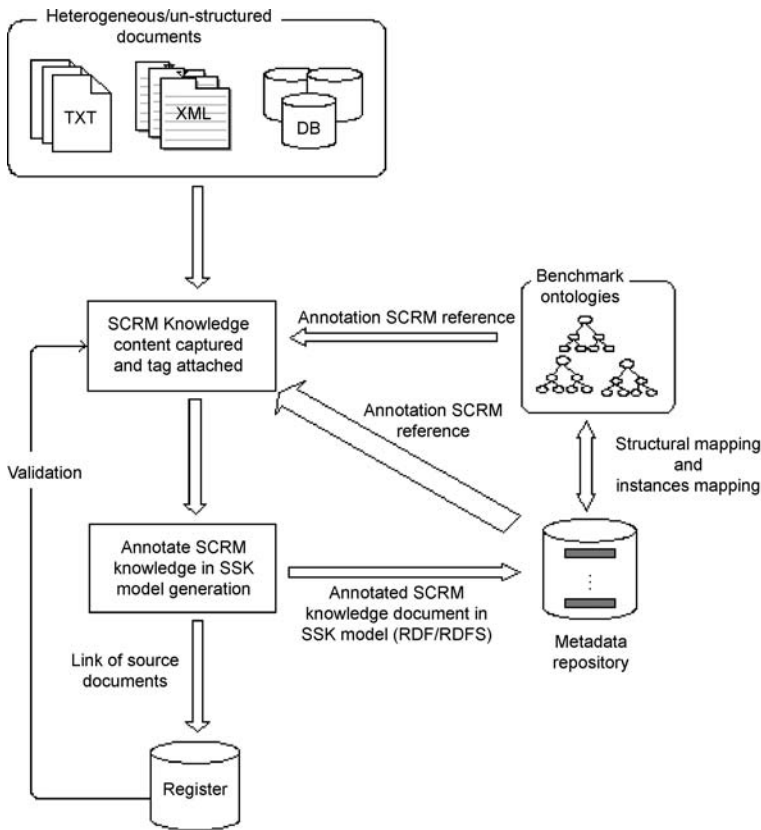 Heterogeneous/un-structured
documents
TXT
XML
DB
Benchmark
ontologies
Annotation SCRM reference
SCRM Knowledge
content captured
and tag attached
Annotation SCRM
reference
Structural mapping
and
instances mapping
Validation
Annotate SCRM
knowledge in SSK
model generation
Annotated SCRM
knowledge document in
SSK model (RDF/RDFS)
Metadata
repository
Link of source
documents
Register